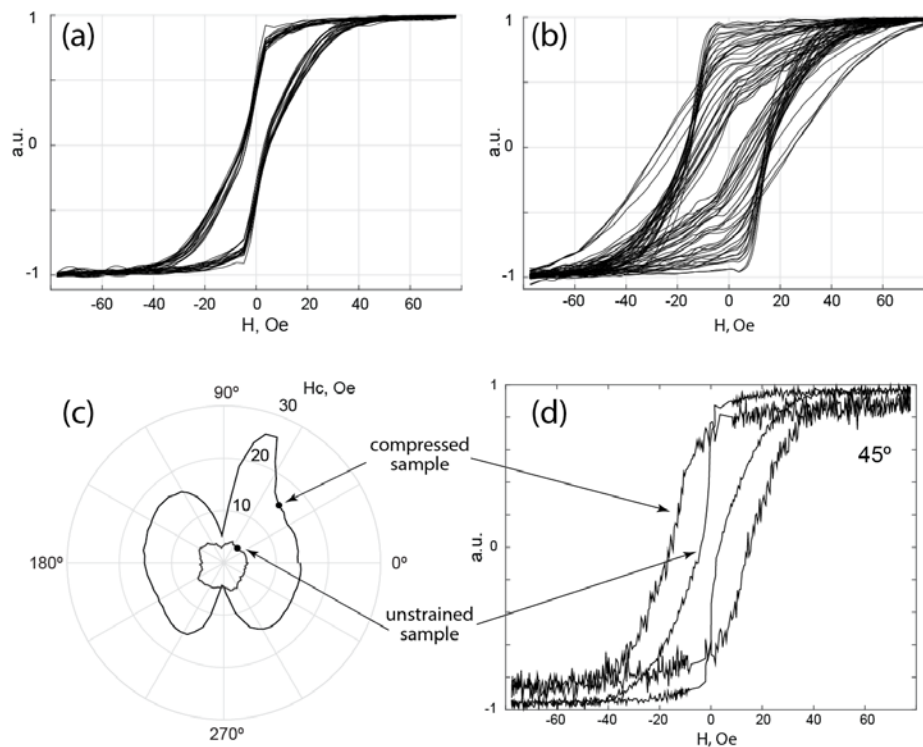 (a)
1
0
-1
a.u.
-60 -40 -20 0 20 40 60
H, Oe
(b)
1
0
-1
a.u.
-60 -40 -20 0 20 40 60
H, Oe
(c)
90º
Hc, Oe
30
20
10
180º
0º
270º
compressed
sample
unstrained
sample
(d)
45º
1
0
-1
a.u.
-60 -40 -20 0 20 40 60
H, Oe